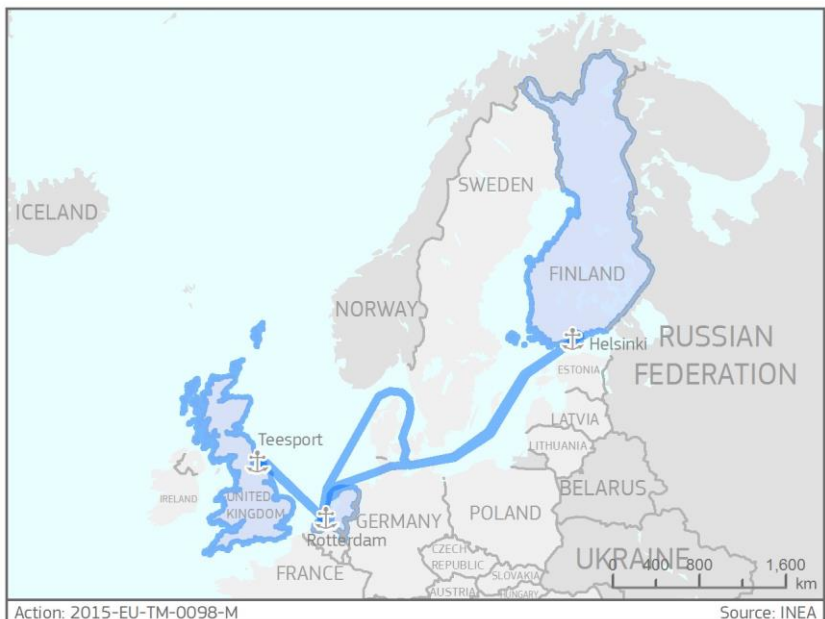 ICELAND
SWEDEN
FINLAND
NORWAY
Helsinki
RUSSIAN
FEDERATION
ESTONIA
LATVIA
LITHUANIA
Teesport
IRELAND
UNITED
KINGDOM
Rotterdam
GERMANY
POLAND
BELARUS
CZECH
REPUBLIC
UKRAINE
SLOVAKIA
FRANCE
AUSTRIA
HUNGARY
0 400 800 1,600
km
Action: 2015-EU-TM-0098-M
Source: INEA